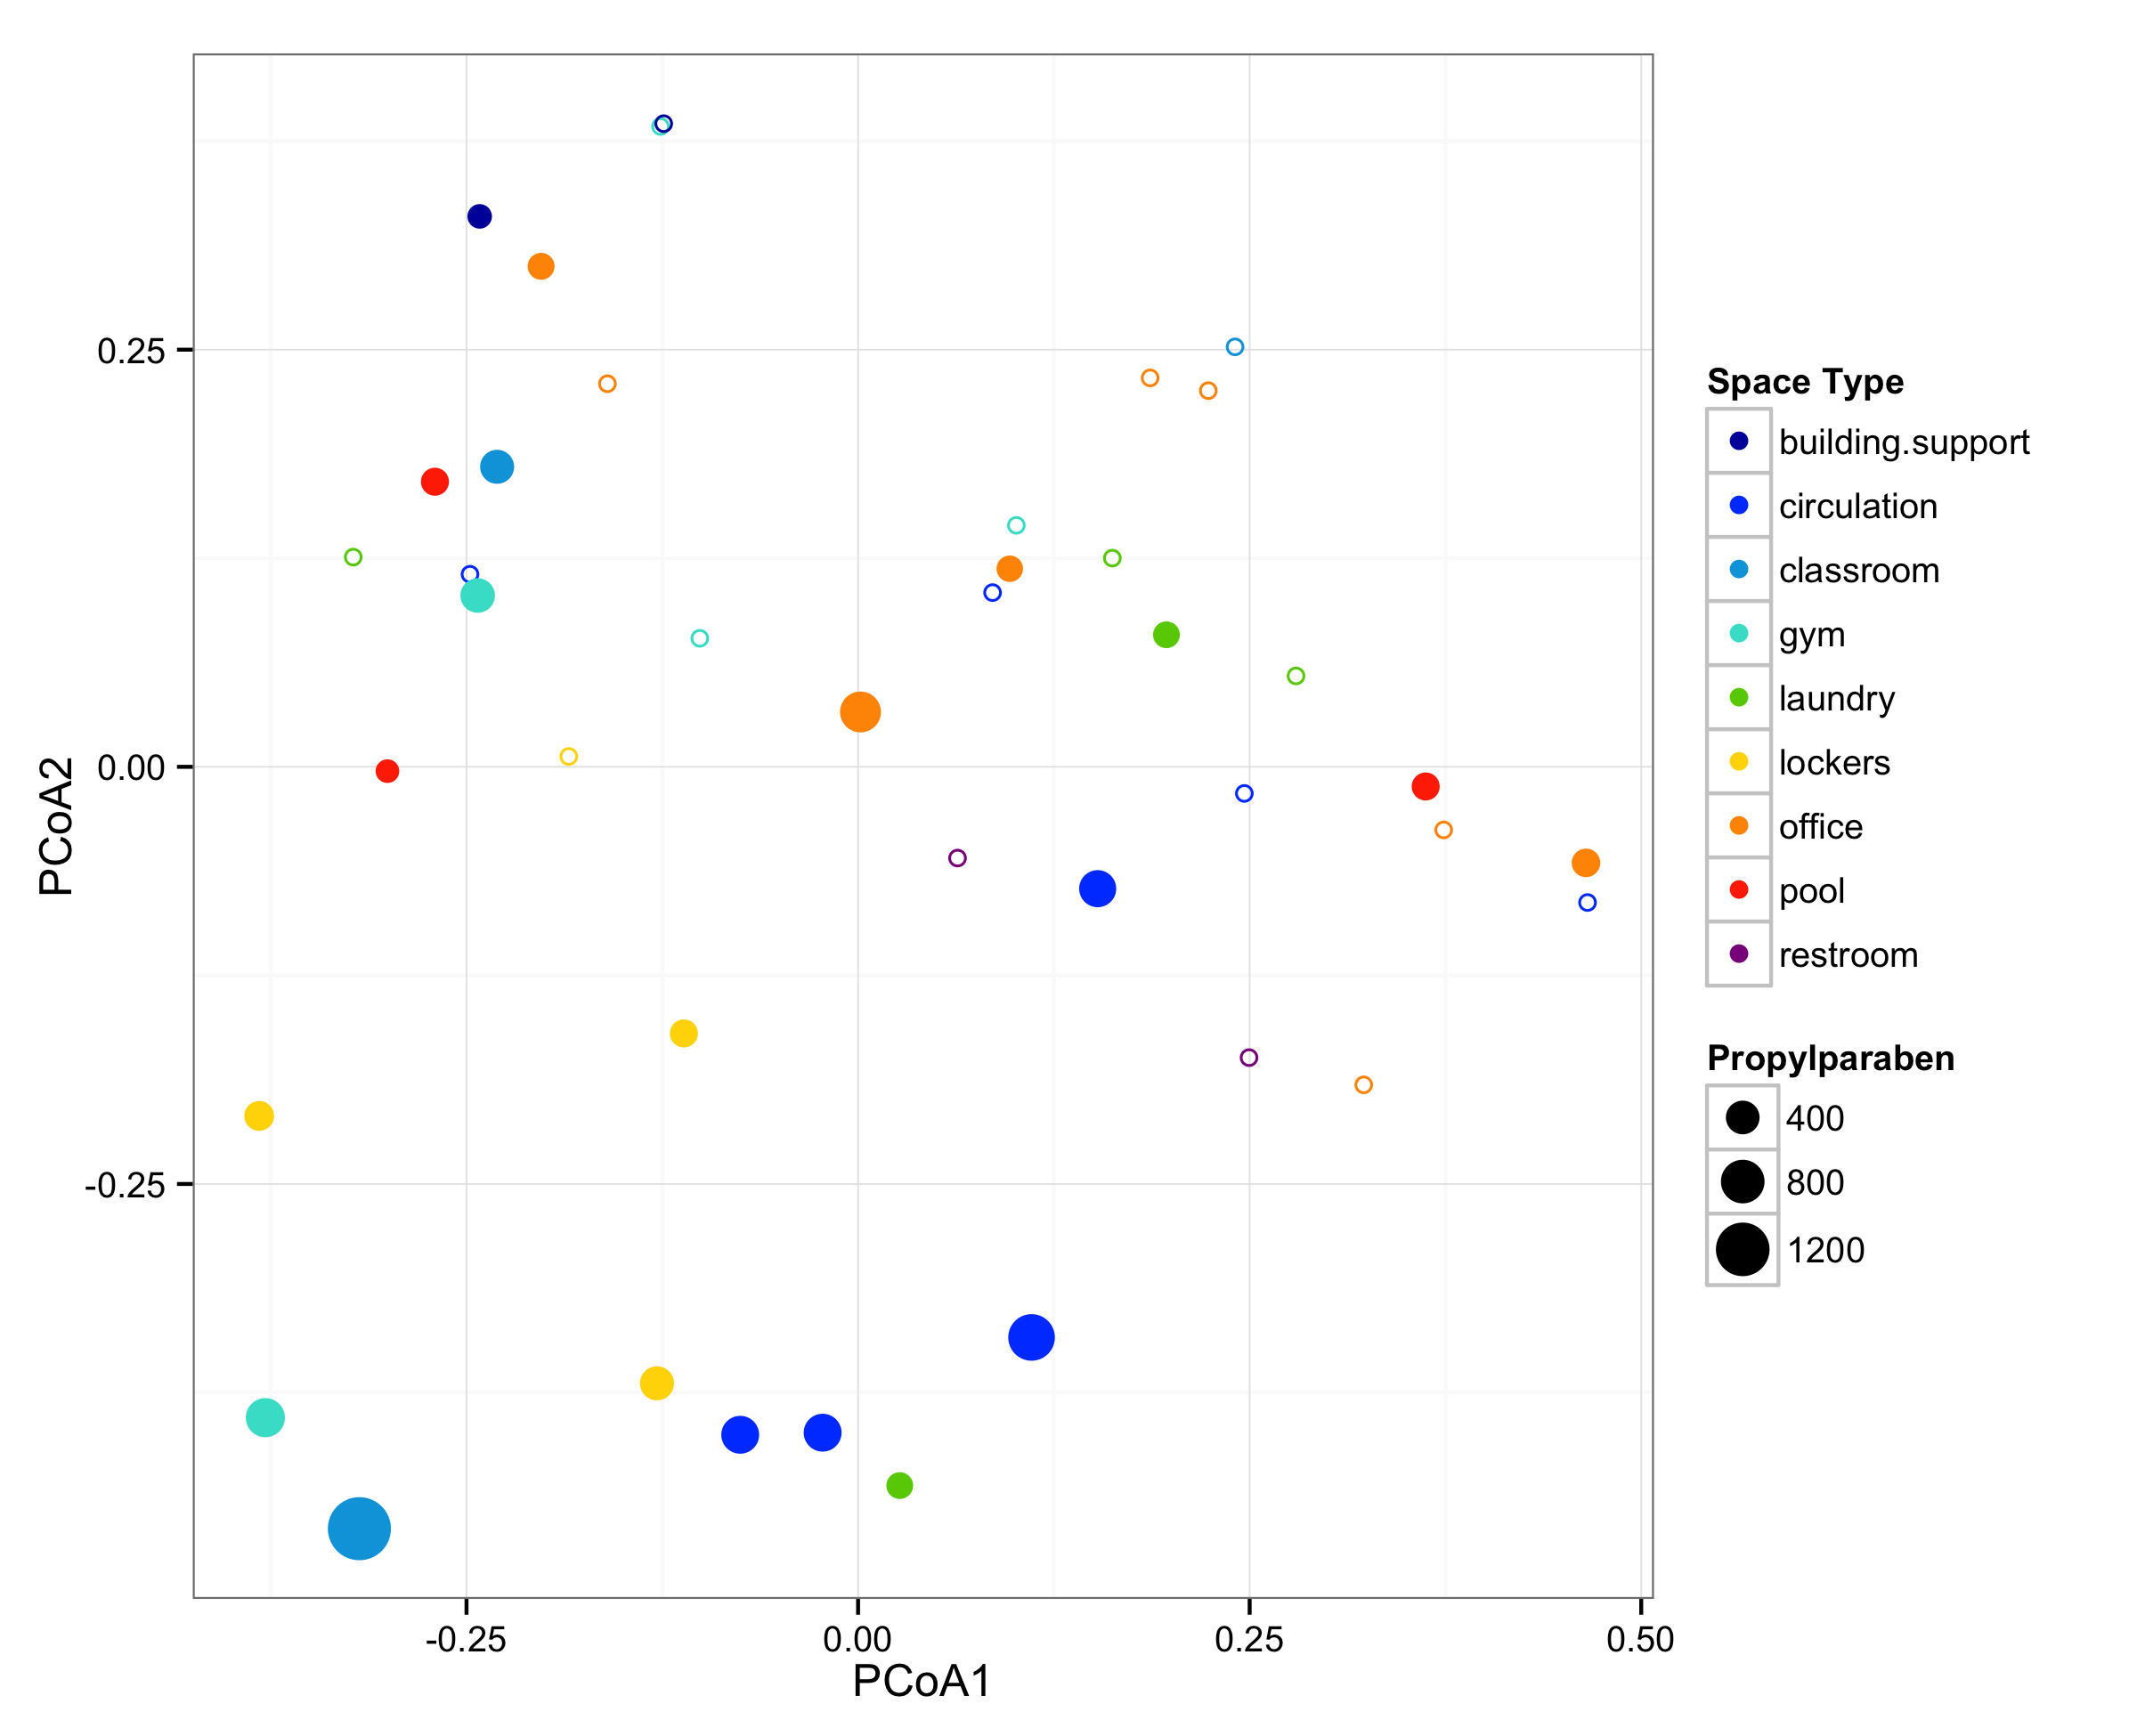 0.25
0.00
-0.25
PCoA2
-0.25
0.00
0.25
0.50
PCoA1
Space Type
building.support
circulation
classroom
gym
laundry
lockers
office
pool
restroom
Propylparaben
400
800
1200